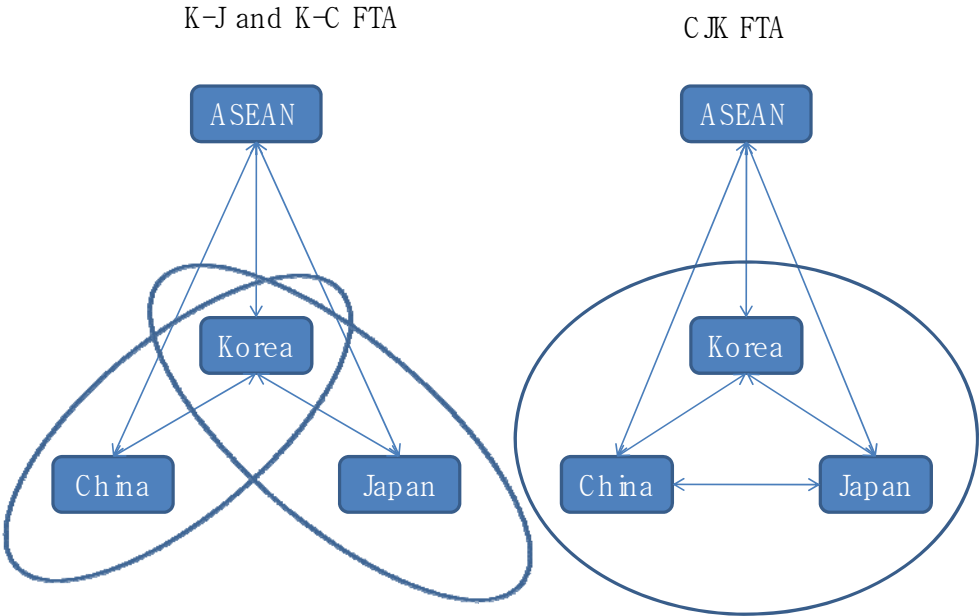 K-J and K-C FTA
CJK FTA
ASEAN
ASEAN
Korea
Korea
China
Japan
China
Japan